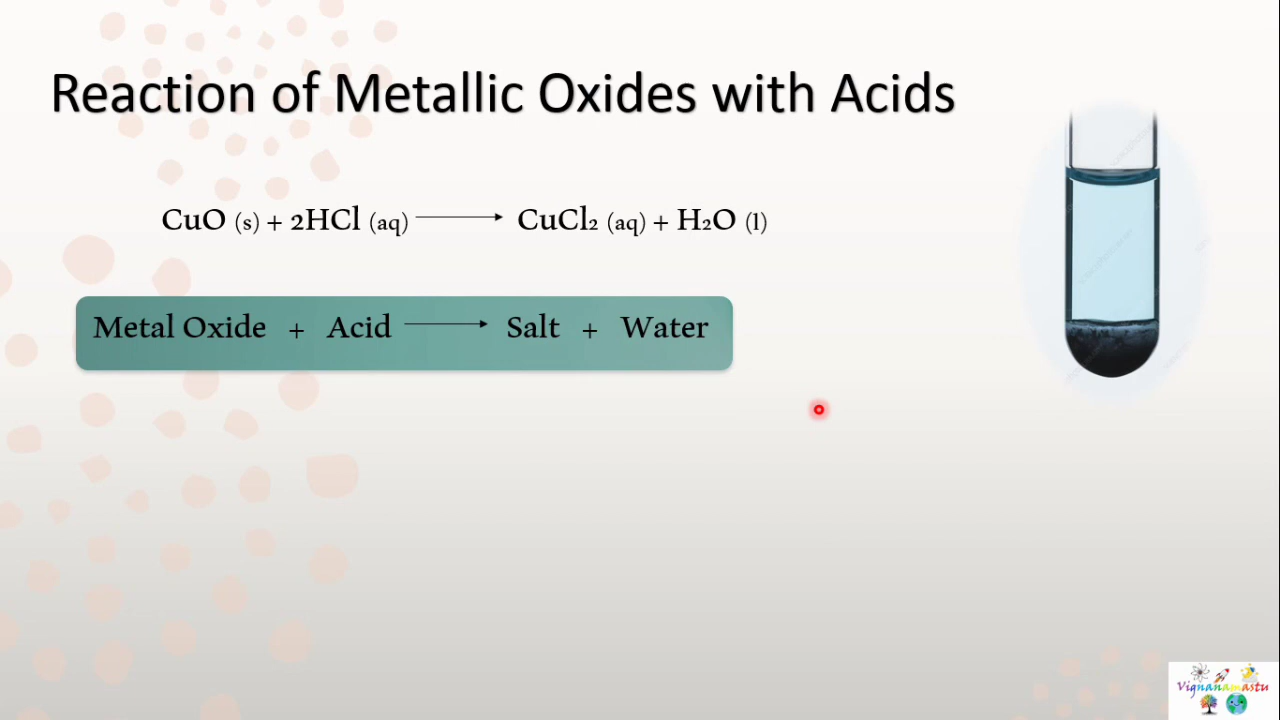 Reaction of Metallic Oxides with Acids
CuO (s) + 2HCl (aq) ⟶ CuCl₂ (aq) + H₂O (l)
Metal Oxide + Acid ⟶ Salt + Water
Vignanamastu